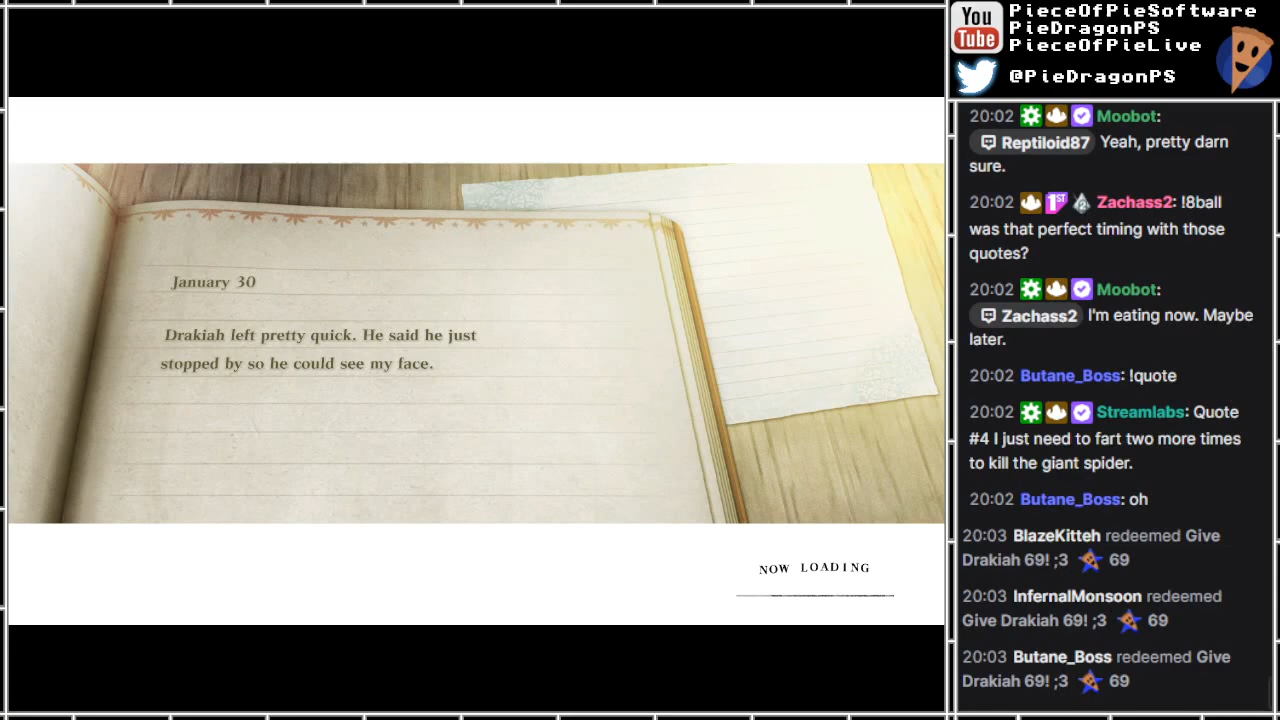 January 30
Drakiah left pretty quick. He said he just
stopped by so he could see my face.
NOW LOADING
You
Tube
PieceOfPieSoftware
PieDragonPS
PieceOfPieLive
@PieDragonPS
20:02 Moobot:
Reptiloid87 Yeah, pretty darn
sure.
20:02 1ST 2 Zachass2: !8ball
was that perfect timing with those
quotes?
20:02 Moobot:
Zachass2 I'm eating now. Maybe
later.
20:02 Butane_Boss: !quote
20:02 Streamlabs: Quote
#4 I just need to fart two more times
to kill the giant spider.
20:02 Butane_Boss: oh
20:03 BlazeKitteh redeemed Give
Drakiah 69! ;3 69
20:03 InfernalMonsoon redeemed
Give Drakiah 69! ;3 69
20:03 Butane_Boss redeemed Give
Drakiah 69! ;3 69